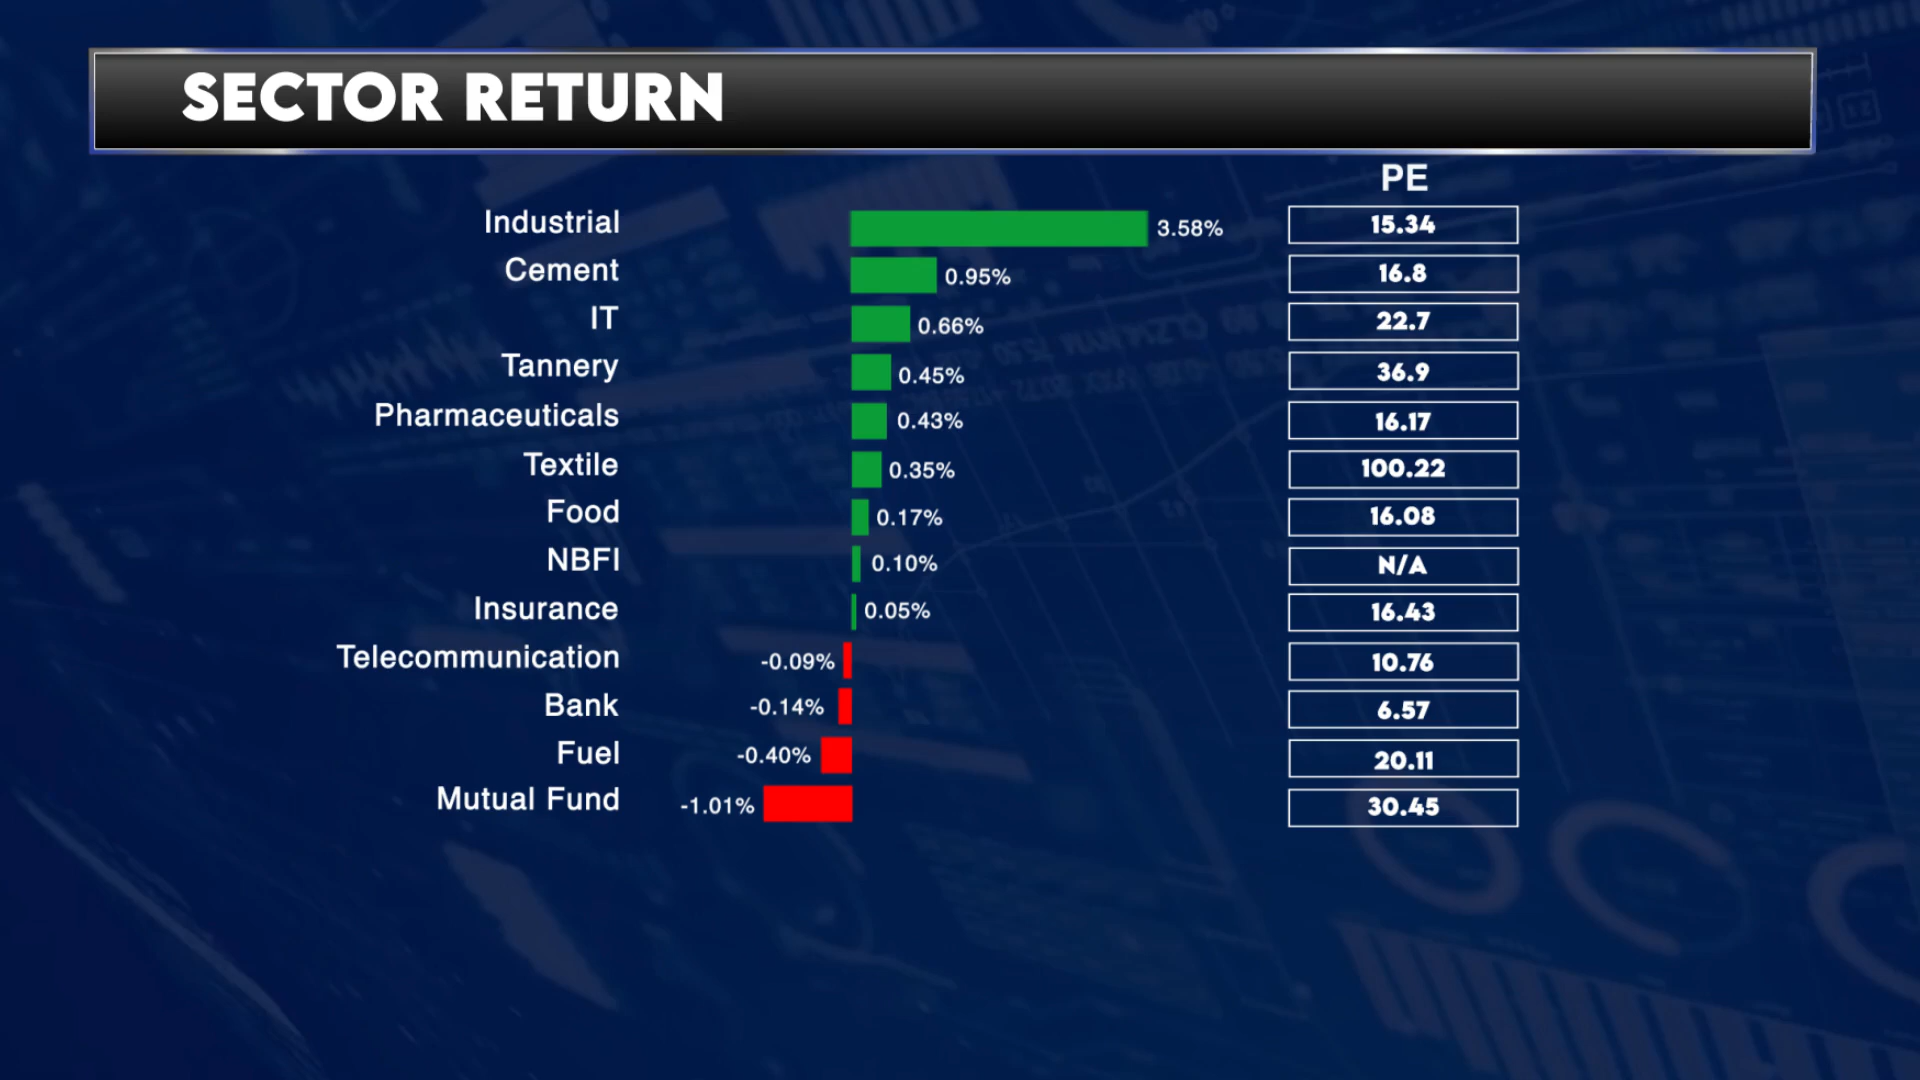 SECTOR RETURN
PE
Industrial 3.58% 15.34
Cement 0.95% 16.8
IT 0.66% 22.7
Tannery 0.45% 36.9
Pharmaceuticals 0.43% 16.17
Textile 0.35% 100.22
Food 0.17% 16.08
NBFI 0.10% N/A
Insurance 0.05% 16.43
Telecommunication -0.09% 10.76
Bank -0.14% 6.57
Fuel -0.40% 20.11
Mutual Fund -1.01% 30.45